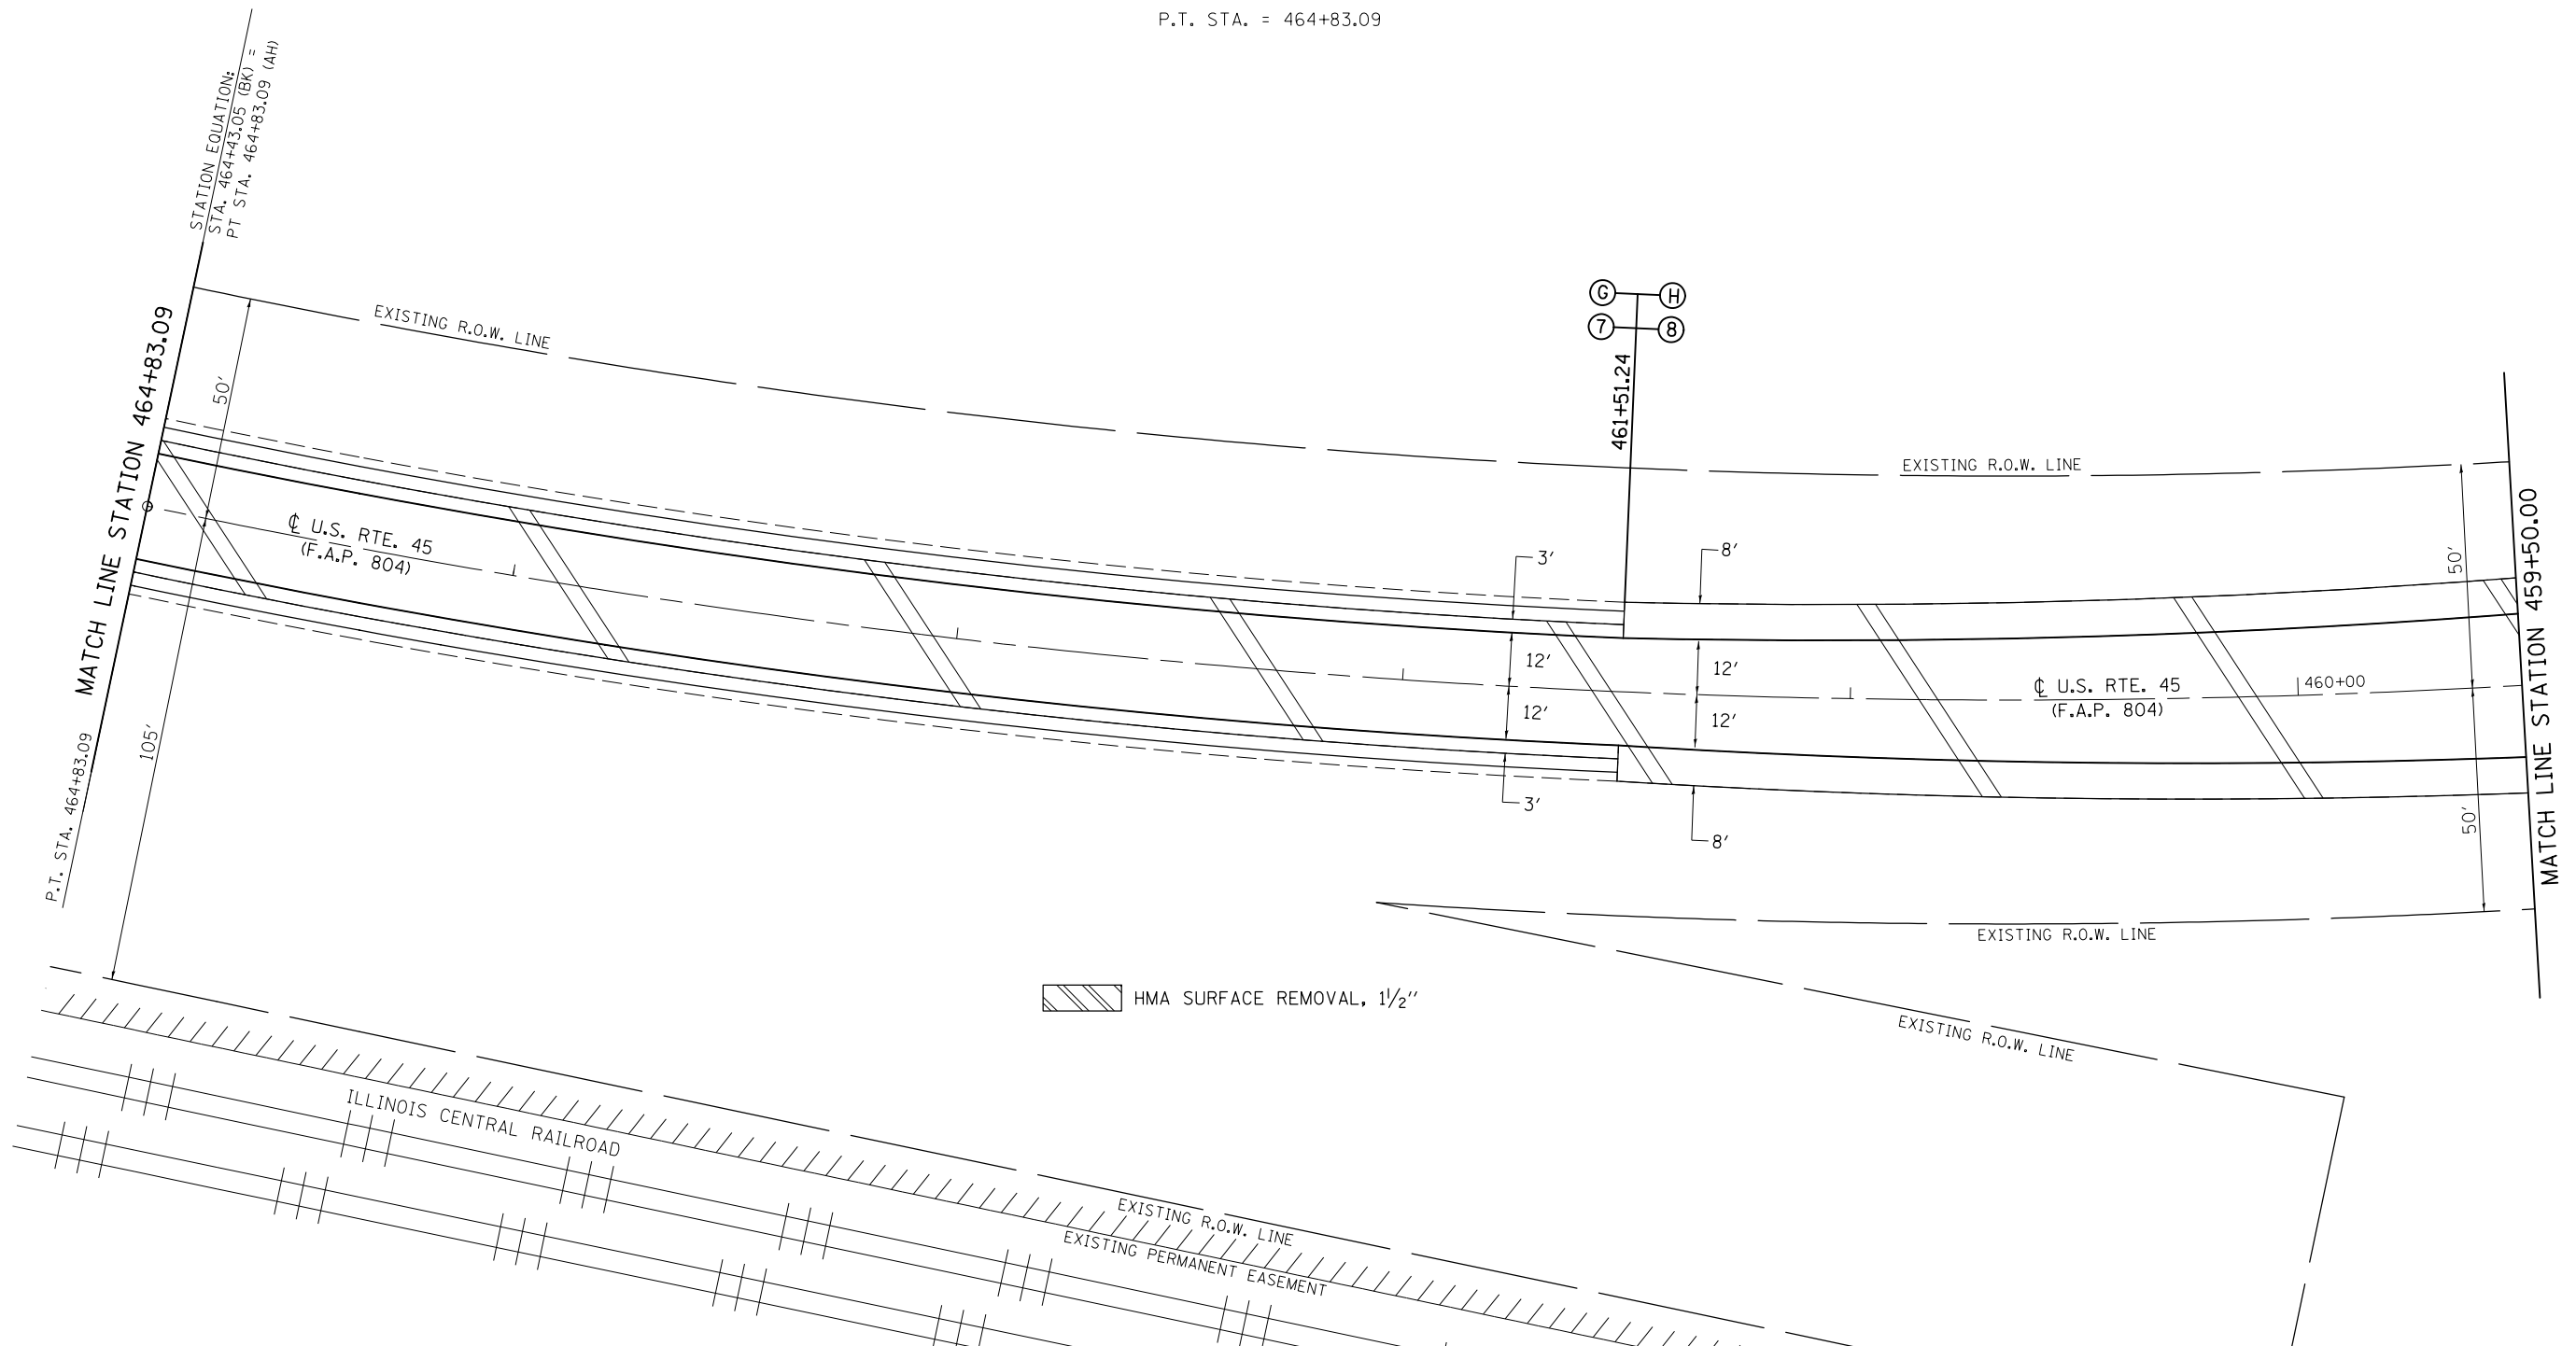 P.T. STA. = 464+83.09
STATION EQUATION:
STA. 464+43.05 (BK) =
PT STA. 464+83.09 (AH)
MATCH LINE STATION 464+83.09
P.T. STA. 464+83.09
50'
105'
EXISTING R.O.W. LINE
℄ U.S. RTE. 45
(F.A.P. 804)
G
H
7
8
461+51.24
3'
8'
12'
12'
12'
12'
3'
8'
EXISTING R.O.W. LINE
℄ U.S. RTE. 45
(F.A.P. 804)
460+00
50'
50'
MATCH LINE STATION 459+50.00
EXISTING R.O.W. LINE
EXISTING R.O.W. LINE
HMA SURFACE REMOVAL, 1½"
ILLINOIS CENTRAL RAILROAD
EXISTING R.O.W. LINE
EXISTING PERMANENT EASEMENT